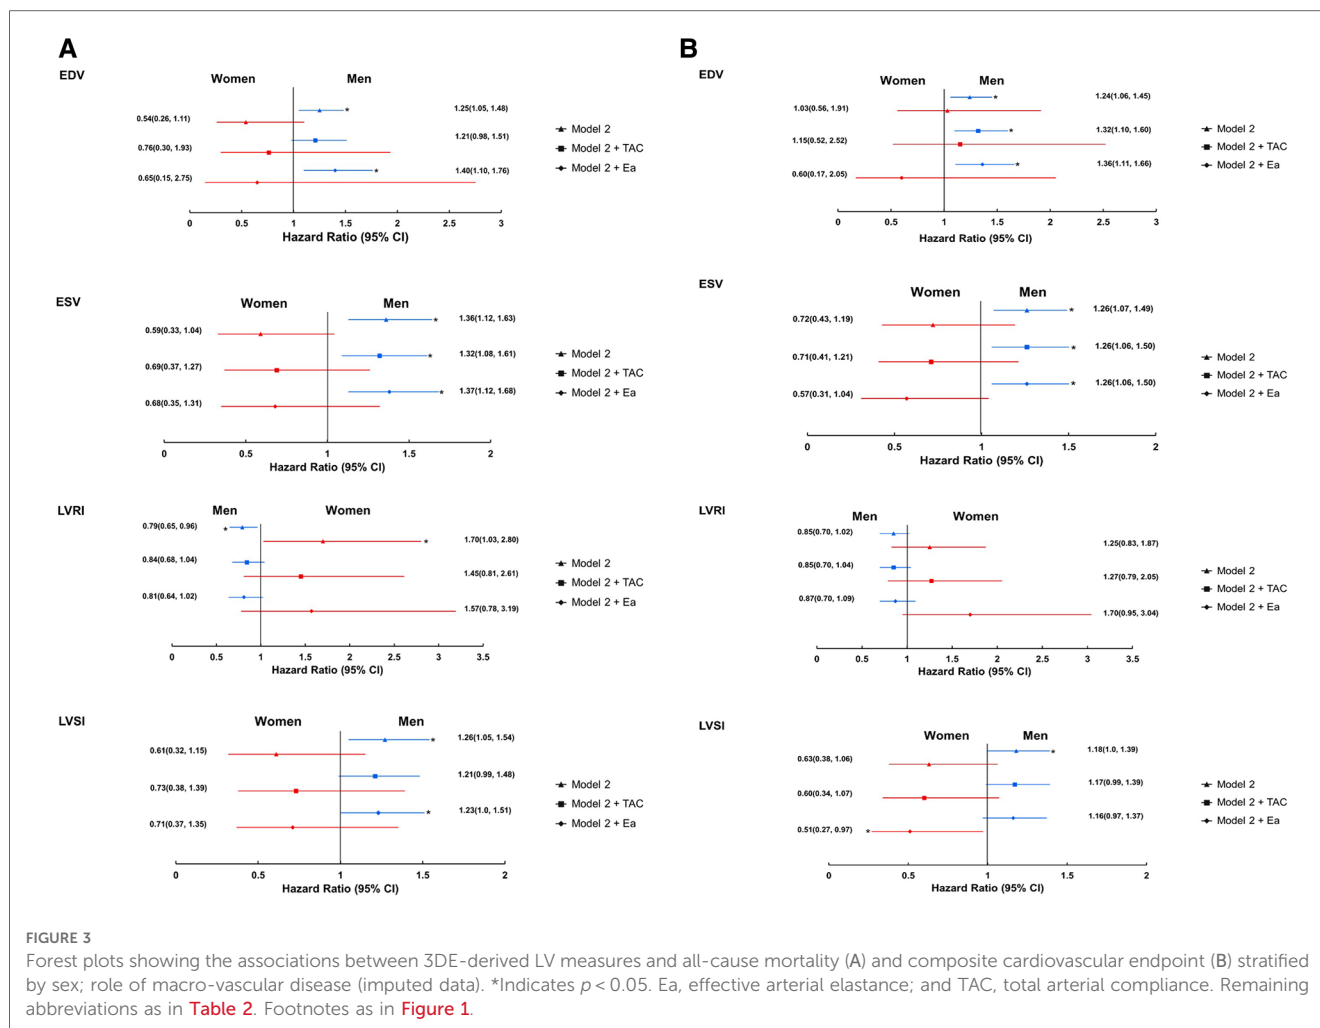 A
EDV
Women Men
1.25(1.05, 1.48)
*
0.54(0.26, 1.11)
1.21(0.98, 1.51)
0.76(0.30, 1.93)
1.40(1.10, 1.76)
*
0.65(0.15, 2.75)
Model 2
Model 2 + TAC
Model 2 + Ea
0 0.5 1 1.5 2 2.5 3
Hazard Ratio (95% CI)
ESV
Women Men
1.36(1.12, 1.63)
*
0.59(0.33, 1.04)
1.32(1.08, 1.61)
*
0.69(0.37, 1.27)
1.37(1.12, 1.68)
*
0.68(0.35, 1.31)
Model 2
Model 2 + TAC
Model 2 + Ea
0 0.5 1 1.5 2
Hazard Ratio (95% CI)
LVRI
Men Women
0.79(0.65, 0.96)
*
1.70(1.03, 2.80)
*
0.84(0.68, 1.04)
1.45(0.81, 2.61)
0.81(0.64, 1.02)
1.57(0.78, 3.19)
Model 2
Model 2 + TAC
Model 2 + Ea
0 0.5 1 1.5 2 2.5 3 3.5
Hazard Ratio (95% CI)
LVSI
Women Men
1.26(1.05, 1.54)
*
0.61(0.32, 1.15)
1.21(0.99, 1.48)
0.73(0.38, 1.39)
1.23(1.0, 1.51)
*
0.71(0.37, 1.35)
Model 2
Model 2 + TAC
Model 2 + Ea
0 0.5 1 1.5 2
Hazard Ratio (95% CI)
B
EDV
Women Men
1.24(1.06, 1.45)
*
1.03(0.56, 1.91)
1.32(1.10, 1.60)
*
1.15(0.52, 2.52)
1.36(1.11, 1.66)
*
0.60(0.17, 2.05)
Model 2
Model 2 + TAC
Model 2 + Ea
0 0.5 1 1.5 2 2.5 3
Hazard Ratio (95% CI)
ESV
Women Men
1.26(1.07, 1.49)
*
0.72(0.43, 1.19)
1.26(1.06, 1.50)
*
0.71(0.41, 1.21)
1.26(1.06, 1.50)
*
0.57(0.31, 1.04)
Model 2
Model 2 + TAC
Model 2 + Ea
0 0.5 1 1.5 2
Hazard Ratio (95% CI)
LVRI
Men Women
0.85(0.70, 1.02)
1.25(0.83, 1.87)
0.85(0.70, 1.04)
1.27(0.79, 2.05)
0.87(0.70, 1.09)
1.70(0.95, 3.04)
Model 2
Model 2 + TAC
Model 2 + Ea
0 0.5 1 1.5 2 2.5 3 3.5
Hazard Ratio (95% CI)
LVSI
Women Men
1.18(1.0, 1.39)
*
0.63(0.38, 1.06)
1.17(0.99, 1.39)
0.60(0.34, 1.07)
1.16(0.97, 1.37)
0.51(0.27, 0.97)
*
Model 2
Model 2 + TAC
Model 2 + Ea
0 0.5 1 1.5 2
Hazard Ratio (95% CI)
FIGURE 3
Forest plots showing the associations between 3DE-derived LV measures and all-cause mortality (A) and composite cardiovascular endpoint (B) stratified
by sex; role of macro-vascular disease (imputed data). *Indicates p < 0.05. Ea, effective arterial elastance; and TAC, total arterial compliance. Remaining
abbreviations as in Table 2. Footnotes as in Figure 1.